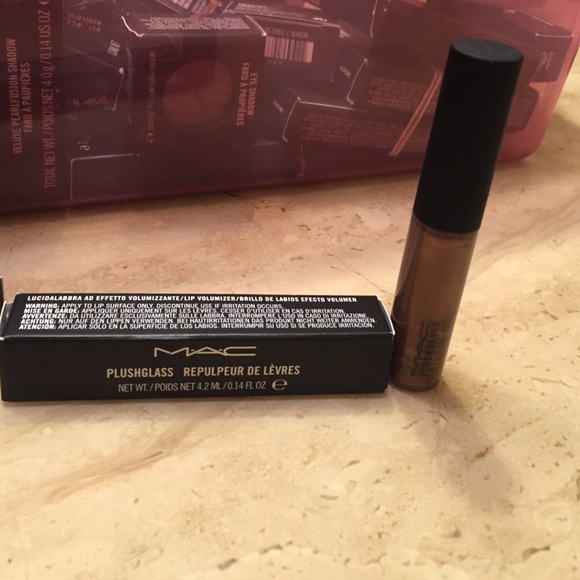 VELUXE PEARLFUSION SHADOW
FARD À PAUPIÈRES
TOTAL NET WT./POIDS NET 4.0 g/0.14 US OZ
EYE SHADOW
FARD À PAUPIÈRES
LUCIDALABBRA AD EFFETTO VOLUMIZZANTE/LIP VOLUMIZER/BRILLO DE LABIOS EFECTO VOLUMEN
WARNING: APPLY TO LIP SURFACE ONLY. DISCONTINUE USE IF IRRITATION OCCURS.
MISE EN GARDE: APPLIQUER UNIQUEMENT SUR LES LÈVRES. CESSER D'UTILISER EN CAS D'IRRITATION.
AVVERTENZE: DA UTILIZZARE ESCLUSIVAMENTE SULLE LABBRA. INTERROMPERE L'USO IN CASO DI IRRITAZIONE.
ACHTUNG: NUR AUF DEN LIPPEN VERWENDEN. BEI HAUTIRRITATIONEN DAS PRODUKT NICHT WEITER ANWENDEN.
ATENCIÓN: APLICAR SÓLO EN LA SUPERFICIE DE LOS LABIOS. INTERRUMPIR SU USO SI SE PRODUCE IRRITACIÓN.
MAC
PLUSHGLASS REPULPEUR DE LÈVRES
NET WT./POIDS NET 4.2 ML/0.14 FL OZ e
MAC
PLUSHGLASS